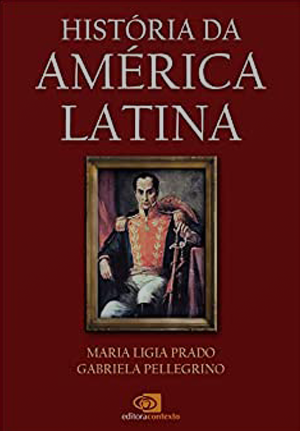 HISTÓRIA DA
AMÉRICA
LATINA
MARIA LIGIA PRADO
GABRIELA PELLEGRINO
editoracontexto